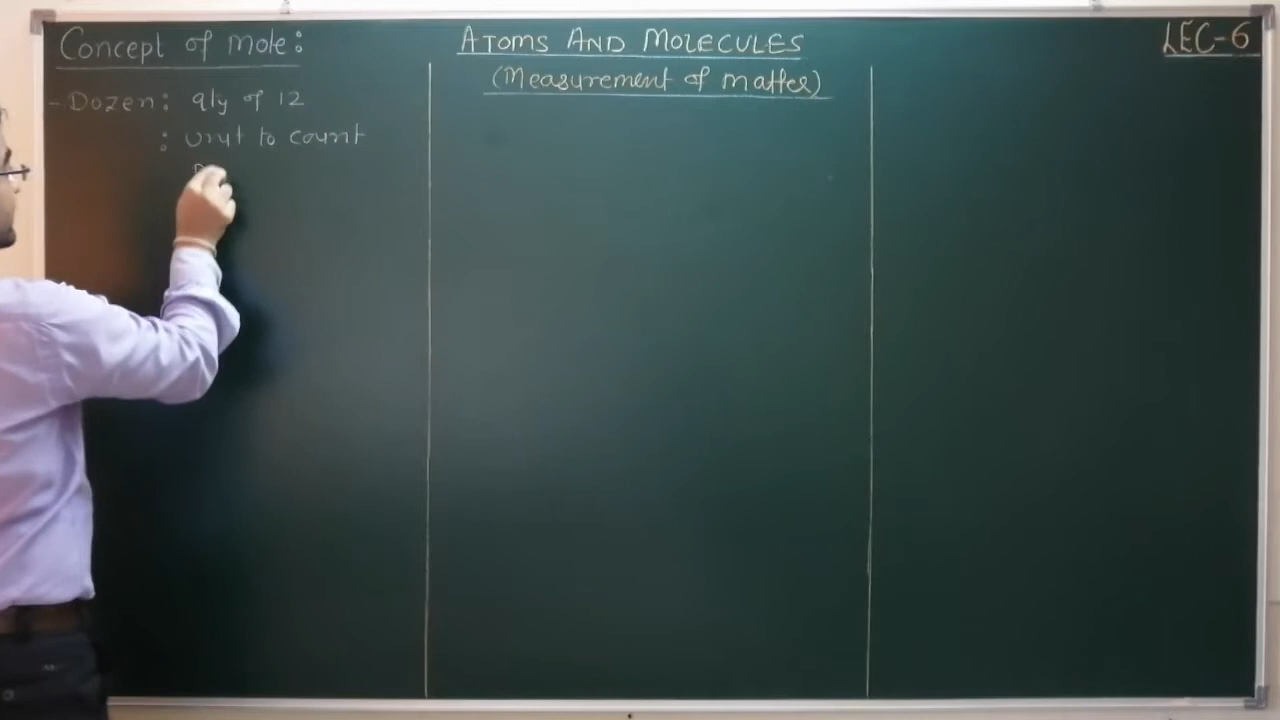 ATOMS AND MOLECULES
(Measurement of matter)
LEC-6
Concept of mole:
- Dozen: qty of 12
: unit to count